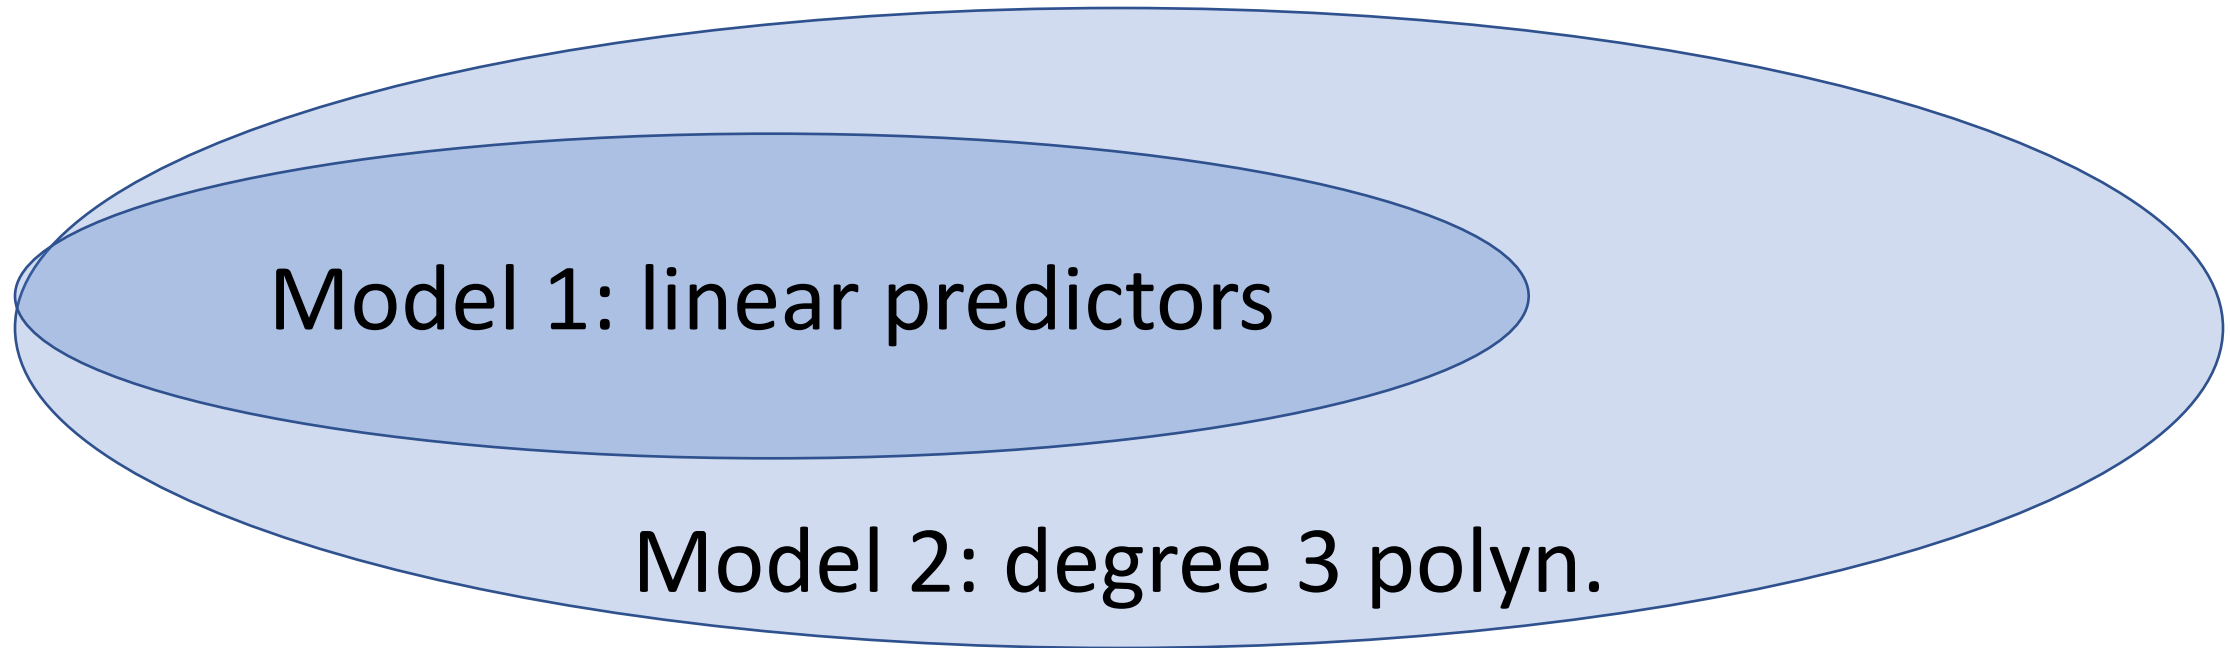 Model 1: linear predictors
Model 2: degree 3 polyn.